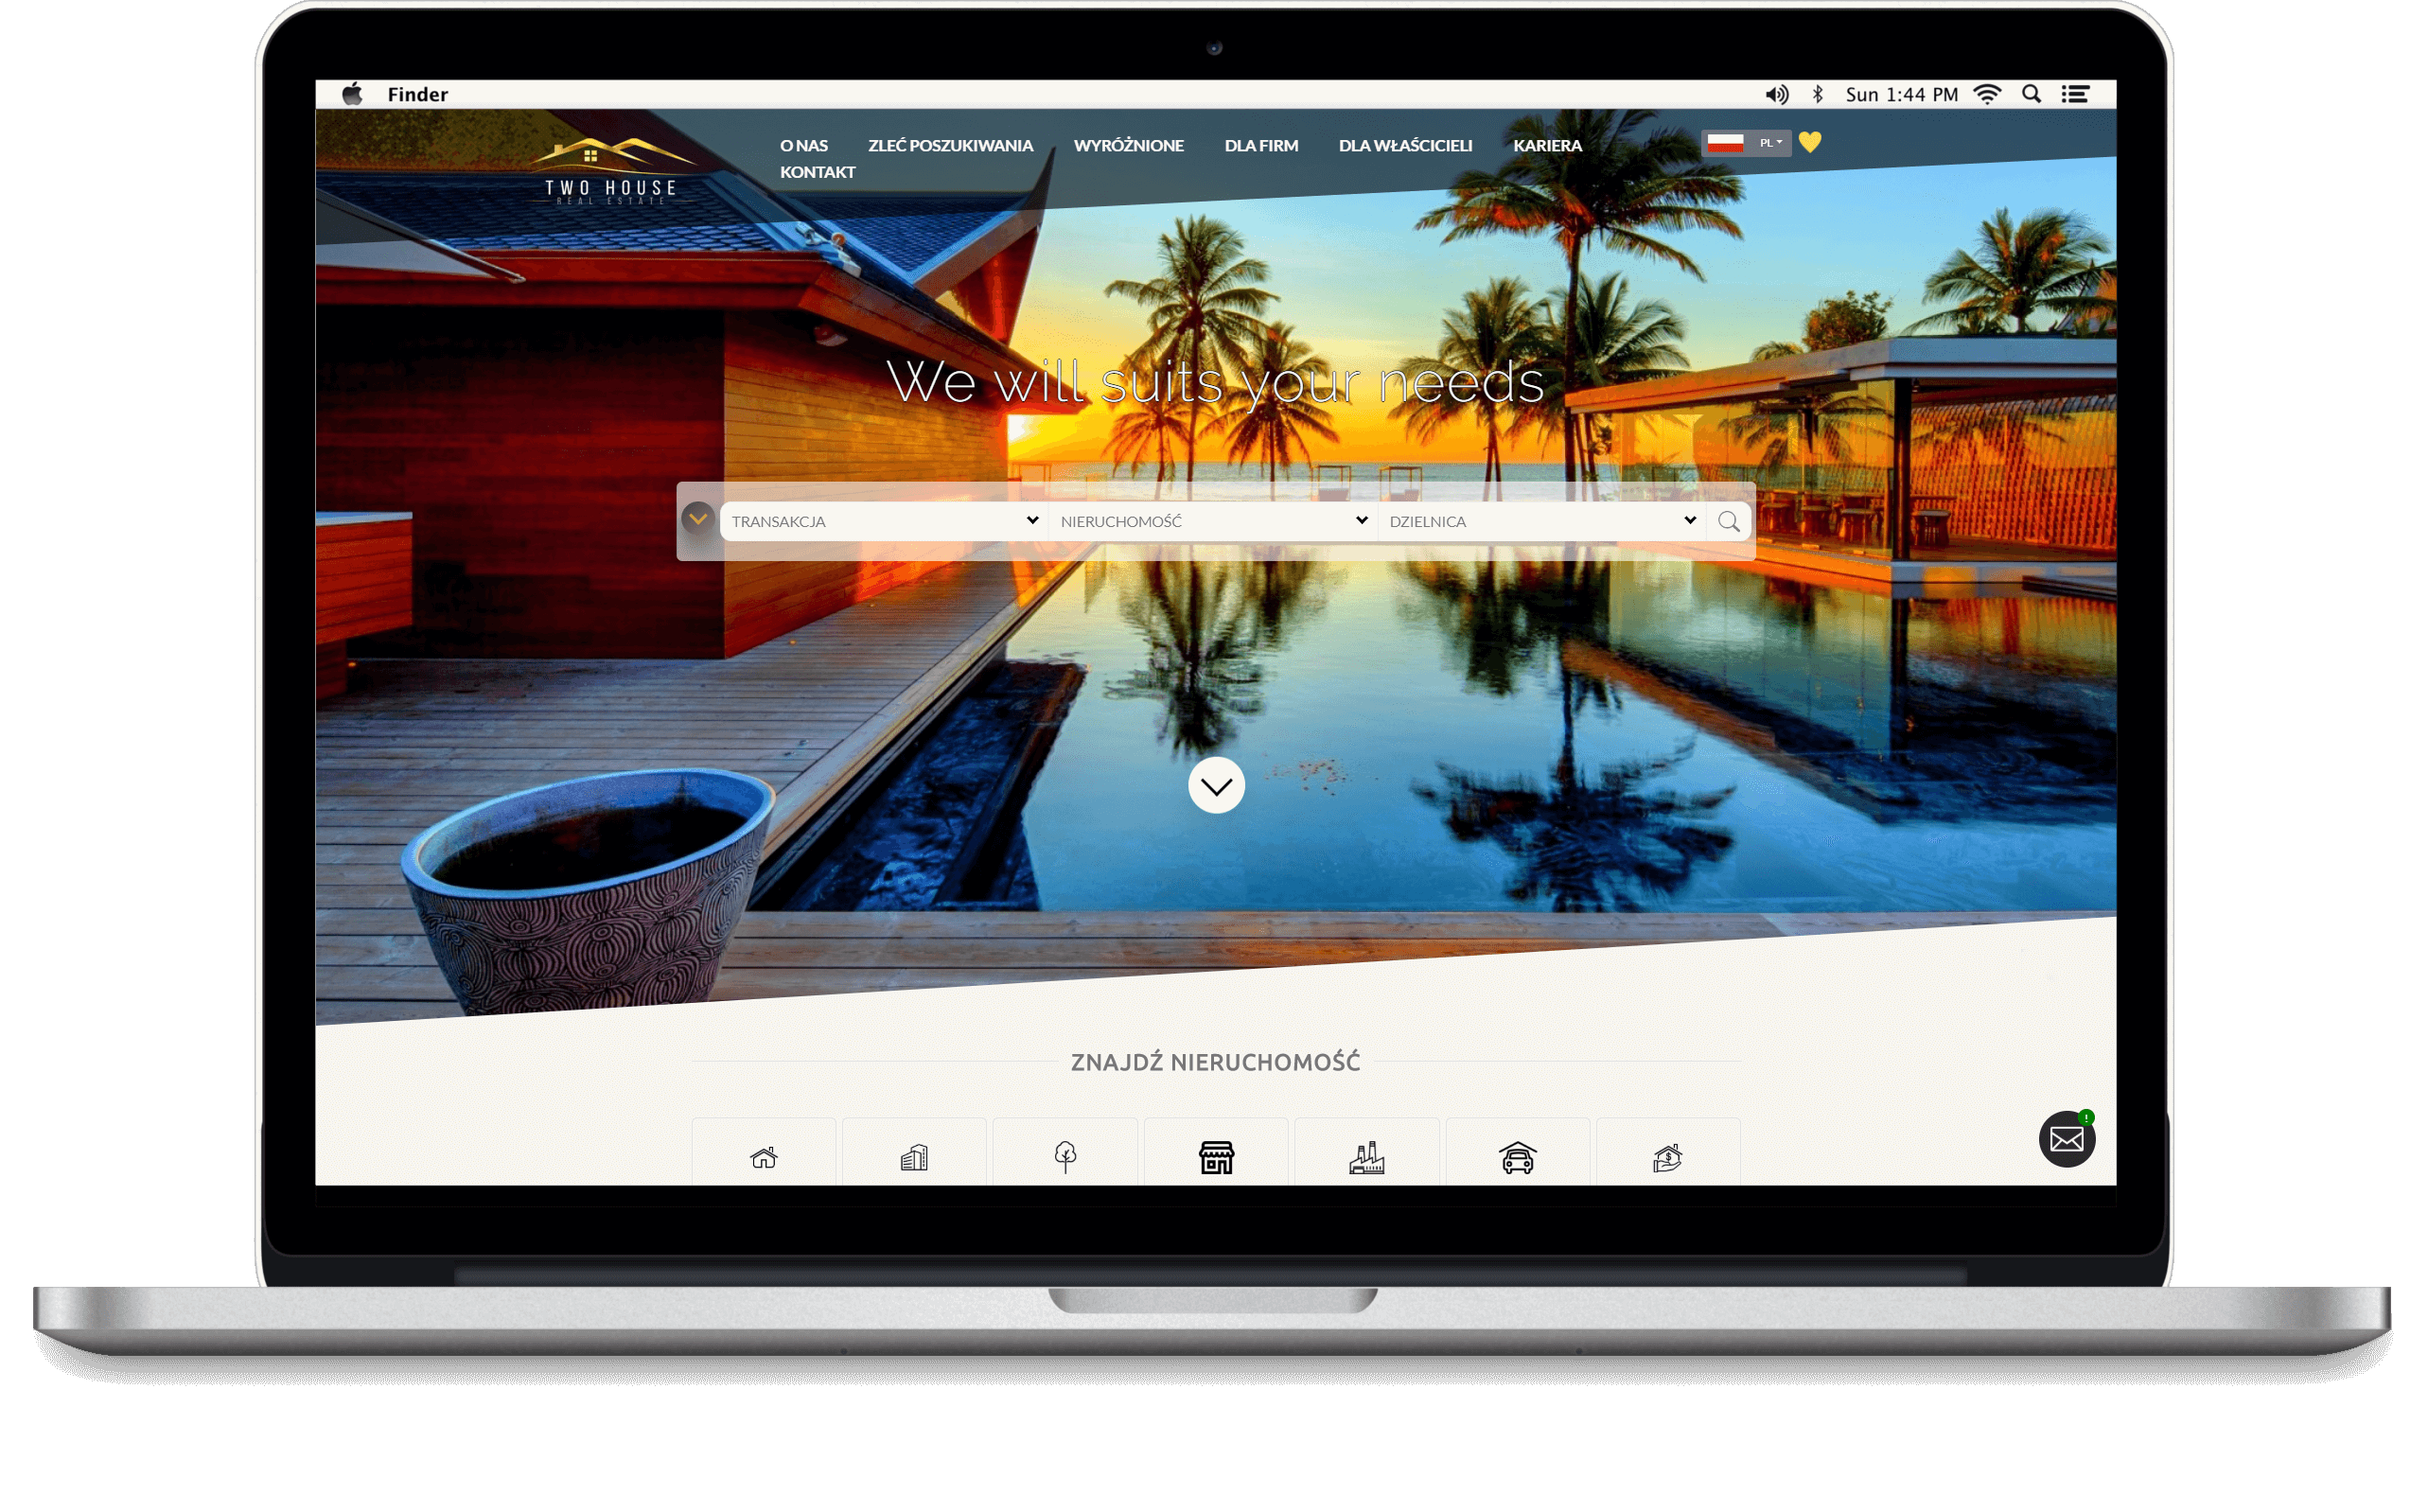 Finder
Sun 1:44 PM
O NAS ZLEĆ POSZUKIWANIA WYRÓŻNIONE DLA FIRM DLA WŁAŚCICIELI KARIERA PL
KONTAKT
TWO HOUSE
REAL ESTATE
We will suits your needs
TRANSAKCJA NIERUCHOMOŚĆ DZIELNICA
ZNAJDŹ NIERUCHOMOŚĆ
!